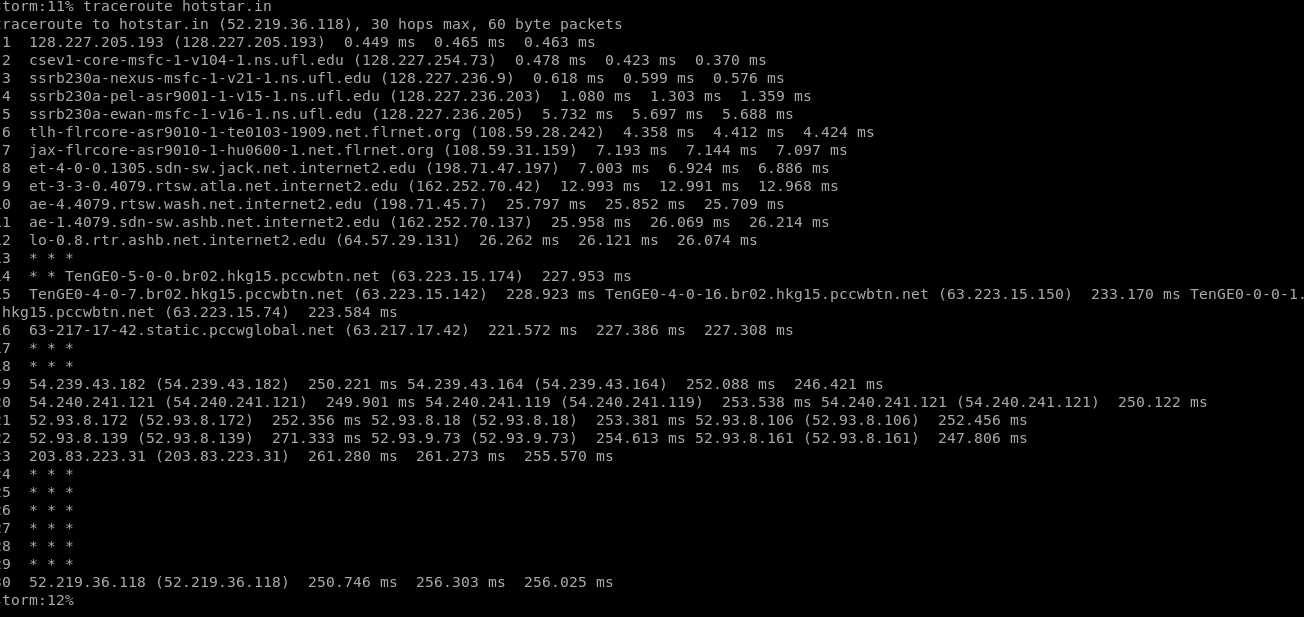 storm:11% traceroute hotstar.in
traceroute to hotstar.in (52.219.36.118), 30 hops max, 60 byte packets
1  128.227.205.193 (128.227.205.193)  0.449 ms  0.465 ms  0.463 ms
2  csev1-core-msfc-1-v104-1.ns.ufl.edu (128.227.254.73)  0.478 ms  0.423 ms  0.370 ms
3  ssrb230a-nexus-msfc-1-v21-1.ns.ufl.edu (128.227.236.9)  0.618 ms  0.599 ms  0.576 ms
4  ssrb230a-pel-asr9001-1-v15-1.ns.ufl.edu (128.227.236.203)  1.080 ms  1.303 ms  1.359 ms
5  ssrb230a-ewan-msfc-1-v16-1.ns.ufl.edu (128.227.236.205)  5.732 ms  5.697 ms  5.688 ms
6  tlh-flrcore-asr9010-1-te0103-1909.net.flrnet.org (108.59.28.242)  4.358 ms  4.412 ms  4.424 ms
7  jax-flrcore-asr9010-1-hu0600-1.net.flrnet.org (108.59.31.159)  7.193 ms  7.144 ms  7.097 ms
8  et-4-0-0.1305.sdn-sw.jack.net.internet2.edu (198.71.47.197)  7.003 ms  6.924 ms  6.886 ms
9  et-3-3-0.4079.rtsw.atla.net.internet2.edu (162.252.70.42)  12.993 ms  12.991 ms  12.968 ms
0  ae-4.4079.rtsw.wash.net.internet2.edu (198.71.45.7)  25.797 ms  25.852 ms  25.709 ms
1  ae-1.4079.sdn-sw.ashb.net.internet2.edu (162.252.70.137)  25.958 ms  26.069 ms  26.214 ms
2  lo-0.8.rtr.ashb.net.internet2.edu (64.57.29.131)  26.262 ms  26.121 ms  26.074 ms
3  * * *
4  * * TenGE0-5-0-0.br02.hkg15.pccwbtn.net (63.223.15.174)  227.953 ms
5  TenGE0-4-0-7.br02.hkg15.pccwbtn.net (63.223.15.142)  228.923 ms TenGE0-4-0-16.br02.hkg15.pccwbtn.net (63.223.15.150)  233.170 ms TenGE0-0-0-1.
hkg15.pccwbtn.net (63.223.15.74)  223.584 ms
6  63-217-17-42.static.pccwglobal.net (63.217.17.42)  221.572 ms  227.386 ms  227.308 ms
7  * * *
8  * * *
9  54.239.43.182 (54.239.43.182)  250.221 ms 54.239.43.164 (54.239.43.164)  252.088 ms  246.421 ms
0  54.240.241.121 (54.240.241.121)  249.901 ms 54.240.241.119 (54.240.241.119)  253.538 ms 54.240.241.121 (54.240.241.121)  250.122 ms
1  52.93.8.172 (52.93.8.172)  252.356 ms 52.93.8.18 (52.93.8.18)  253.381 ms 52.93.8.106 (52.93.8.106)  252.456 ms
2  52.93.8.139 (52.93.8.139)  271.333 ms 52.93.9.73 (52.93.9.73)  254.613 ms 52.93.8.161 (52.93.8.161)  247.806 ms
3  203.83.223.31 (203.83.223.31)  261.280 ms  261.273 ms  255.570 ms
4  * * *
5  * * *
6  * * *
7  * * *
8  * * *
9  * * *
0  52.219.36.118 (52.219.36.118)  250.746 ms  256.303 ms  256.025 ms
storm:12%